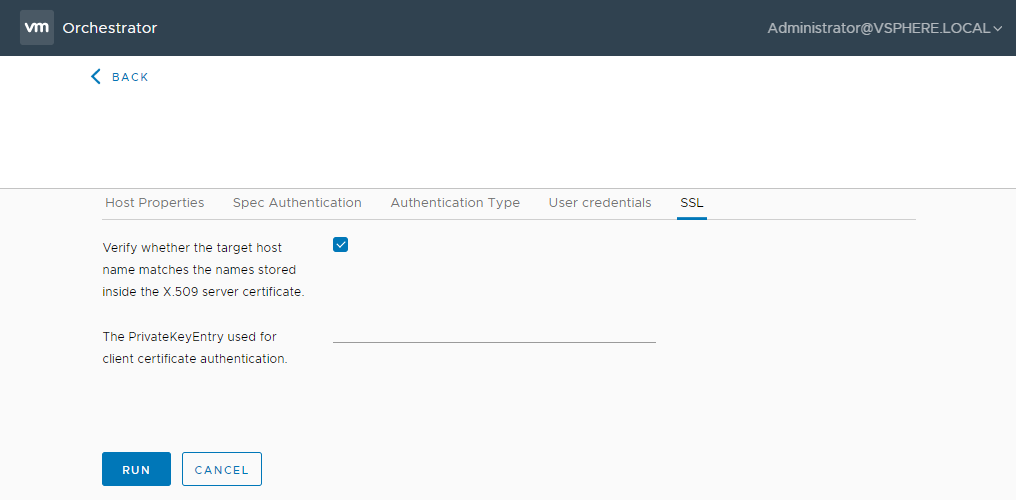 vm Orchestrator Administrator@VSPHERE.LOCAL
BACK
Host Properties Spec Authentication Authentication Type User credentials SSL
Verify whether the target host
name matches the names stored
inside the X.509 server certificate.
The PrivateKeyEntry used for
client certificate authentication.
RUN CANCEL